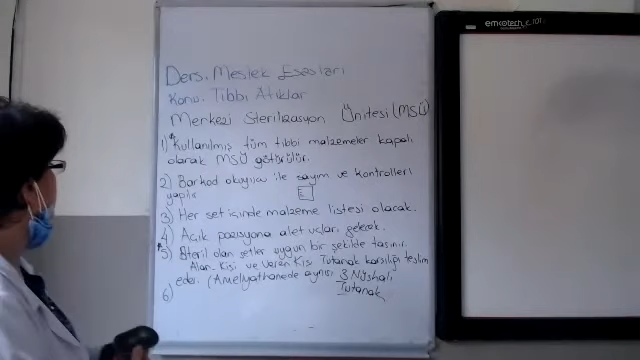 emkotech
Ders. Meslek Esasları
Konu. Tıbbi Atıklar
Merkezi Sterilizasyon Ünitesi (MSÜ)
1) Kullanılmış tüm tıbbi malzemeler kapalı
olarak MSÜ götürülür.
2) Barkod okuyucu ile sayım ve kontrolleri
yapılır
3) Her set içinde malzeme listesi olacak.
4) Açık pozisyona alet uçları gelecek.
5) Steril olan setler uygun bir şekilde taşınır.
Alan Kişi ve veren Kişi Tutanak karşılığı teslim
eder. (Ameliyathanede aynısı 3 Nüshalı
Tutanak
6)